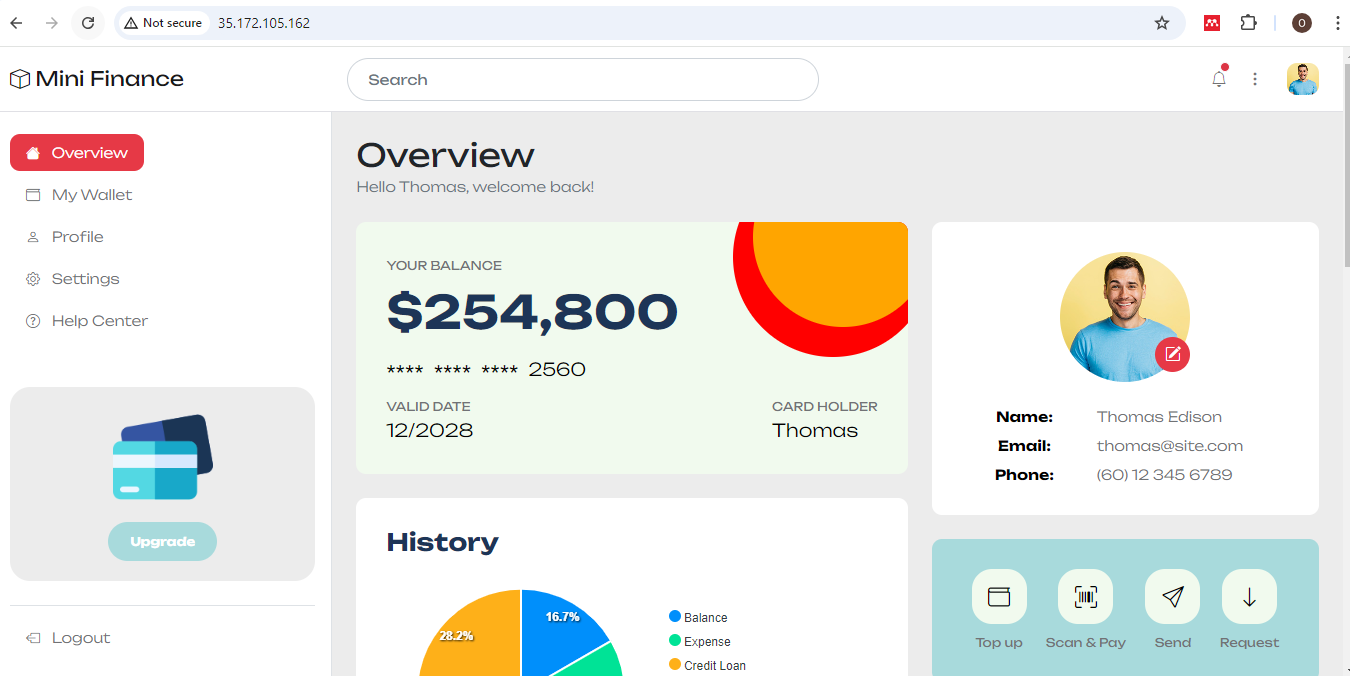 Not secure
35.172.105.162
O
Mini Finance
Search
Overview
My Wallet
Profile
Settings
Help Center
Upgrade
Logout
Overview
Hello Thomas, welcome back!
YOUR BALANCE
$254,800
**** **** **** 2560
VALID DATE
12/2028
CARD HOLDER
Thomas
History
16.7%
28.2%
Balance
Expense
Credit Loan
Name: Thomas Edison
Email: thomas@site.com
Phone: (60) 12 345 6789
Top up
Scan & Pay
Send
Request